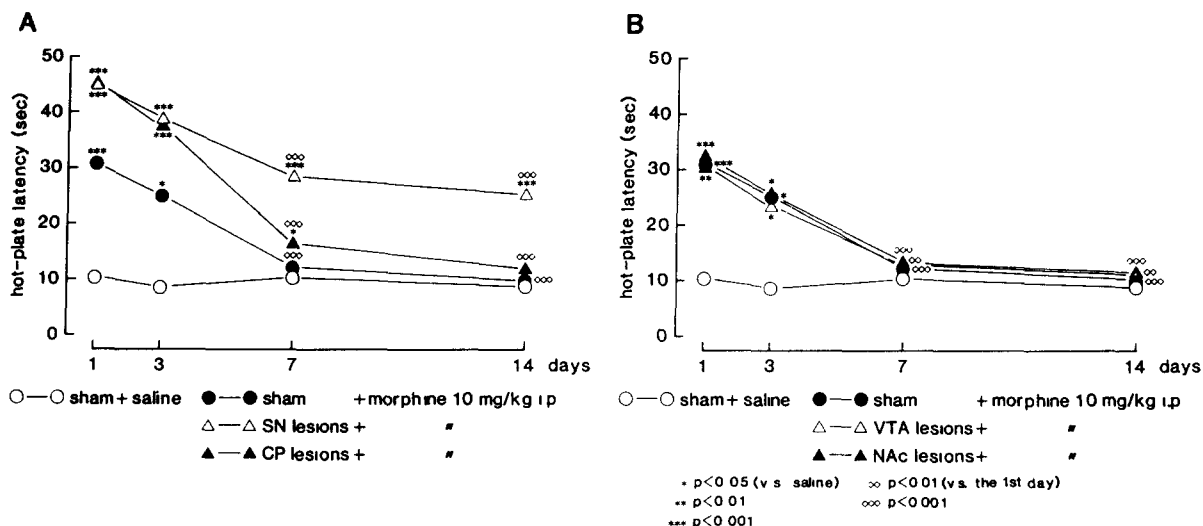 A
hot-plate latency (sec)
50
40
30
20
10
0
***
***
***
***
***
*
◇◇◇
***
◇◇◇
*
◇◇◇
◇◇◇
***
◇◇◇
◇◇◇
1 3 7 14 days
○—○ sham + saline ●—● sham + morphine 10 mg/kg i.p
△—△ SN lesions + 〃
▲—▲ CP lesions + 〃
B
hot-plate latency (sec)
50
40
30
20
10
0
***
***
**
*
*
*
◇◇◇
◇◇
◇◇◇
◇◇◇
◇◇
◇◇◇
1 3 7 14 days
○—○ sham + saline ●—● sham + morphine 10 mg/kg i.p
△—△ VTA lesions + 〃
▲—▲ NAc lesions + 〃
* p<0 05 (v s saline) ◇◇ p<0 01 (vs. the 1st day)
** p<0 01 ◇◇◇ p<0 001
*** p<0 001